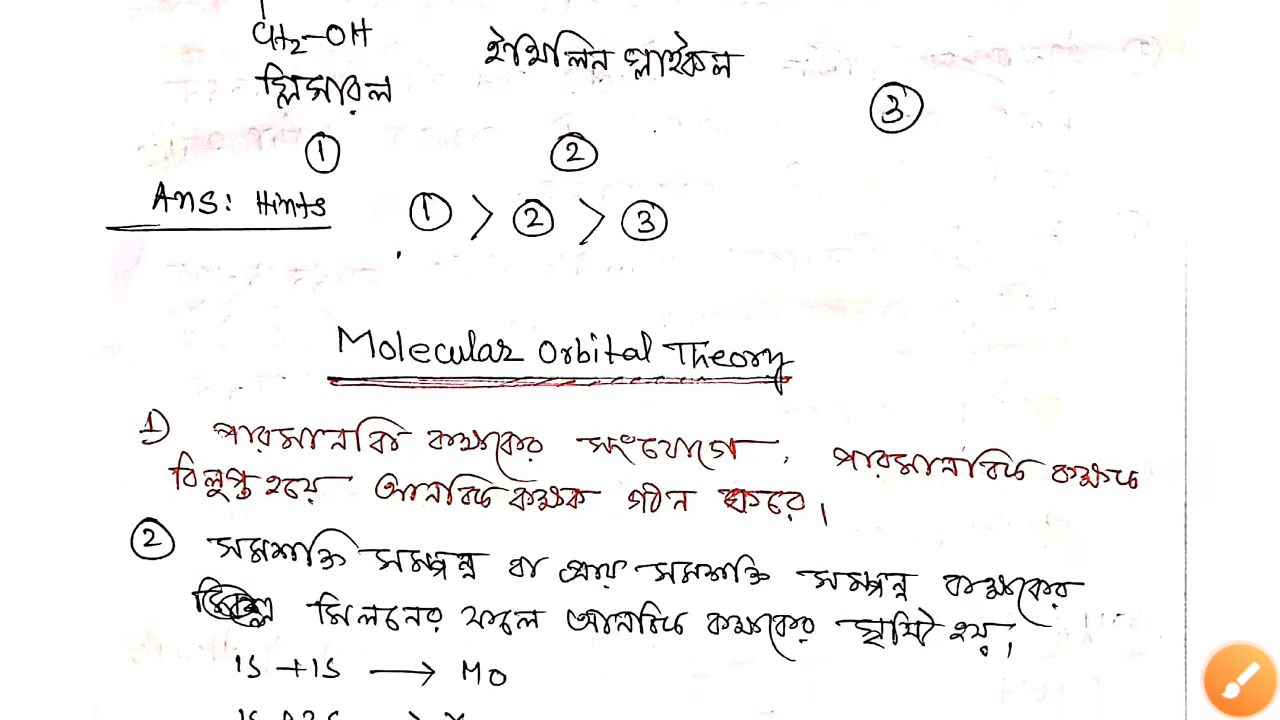 CH₂-OH
ইথিলিন গ্লাইকল
গ্লিসারল
③
① ②
Ans: Hints ① > ② > ③
Molecular Orbital Theory
1) পারমানবিক কক্ষকের সংযোগে, পারমানবিক কক্ষক
বিলুপ্ত হয়ে আনবিক কক্ষক গঠন করে।
② সমশক্তি সম্পন্ন বা প্রায় সমশক্তি সম্পন্ন কক্ষকের
মিলনের ফলে আনবিক কক্ষকের সৃষ্টি হয়।
1S + 1S → MO